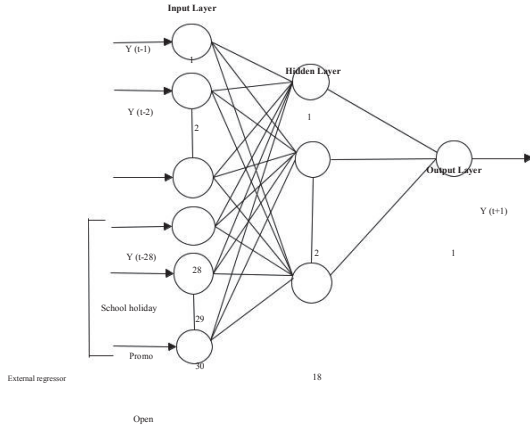 Input Layer
Y (t-1)
1
Hidden Layer
Y (t-2)
1
2
Output Layer
Y (t+1)
Y (t-28)
28
2
1
School holiday
29
Promo
30
External regressor
18
Open